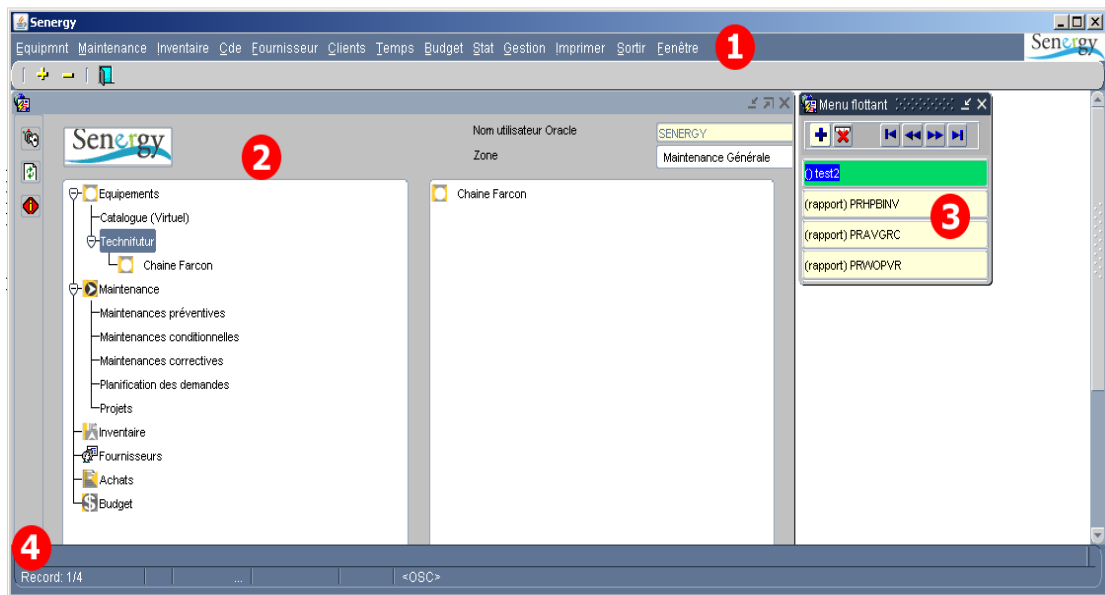 Senergy
Equipmnt Maintenance Inventaire Cde Fournisseur Clients Temps Budget Stat Gestion Imprimer Sortir Fenêtre
1
Senergy
Menu flottant
Senergy
2
Nom utilisateur Oracle
SENERGY
Zone
Maintenance Générale
Equipements
Catalogue (Virtuel)
Technifutur
Chaine Farcon
Maintenance
Maintenances préventives
Maintenances conditionnelles
Maintenances correctives
Planification des demandes
Projets
Inventaire
Fournisseurs
Achats
Budget
Chaine Farcon
() test2
(rapport) PRHPBINV
3
(rapport) PRAVGRC
(rapport) PRWOPVR
4
Record: 1/4
...
<OSC>